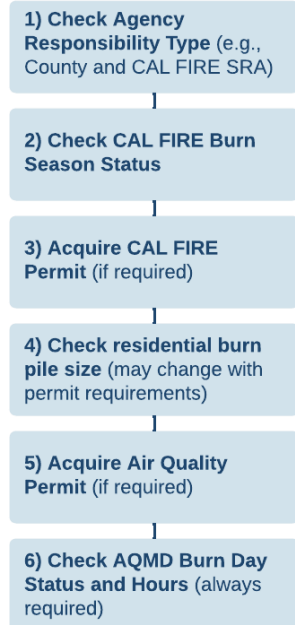 1) Check Agency
Responsibility Type (e.g.,
County and CAL FIRE SRA)
2) Check CAL FIRE Burn
Season Status
3) Acquire CAL FIRE
Permit (if required)
4) Check residential burn
pile size (may change with
permit requirements)
5) Acquire Air Quality
Permit (if required)
6) Check AQMD Burn Day
Status and Hours (always
required)